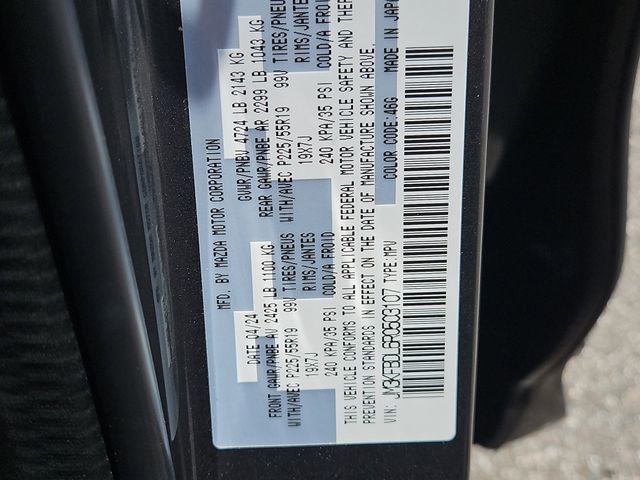 MFD. BY MAZDA MOTOR CORPORATION
DATE 04/24 GVWR/PNBV 4724 LB 2143 KG
FRONT GAWR/PNBE AV 2425 LB 1100 KG REAR GAWR/PNBE AR 2299 LB 1043 KG
WITH/AVEC P225/55R19 99V TIRES/PNEUS WITH/AVEC P225/55R19 99V TIRES/PNEUS
19X7J RIMS/JANTES 19X7J RIMS/JANTES
240 KPA/35 PSI COLD/A FROID 240 KPA/35 PSI COLD/A FROID
THIS VEHICLE CONFORMS TO ALL APPLICABLE FEDERAL MOTOR VEHICLE SAFETY AND THEFT
PREVENTION STANDARDS IN EFFECT ON THE DATE OF MANUFACTURE SHOWN ABOVE.
COLOR CODE:46G MADE IN JAPAN
VIN: JM3KFBDL6R0503107 TYPE:MPV